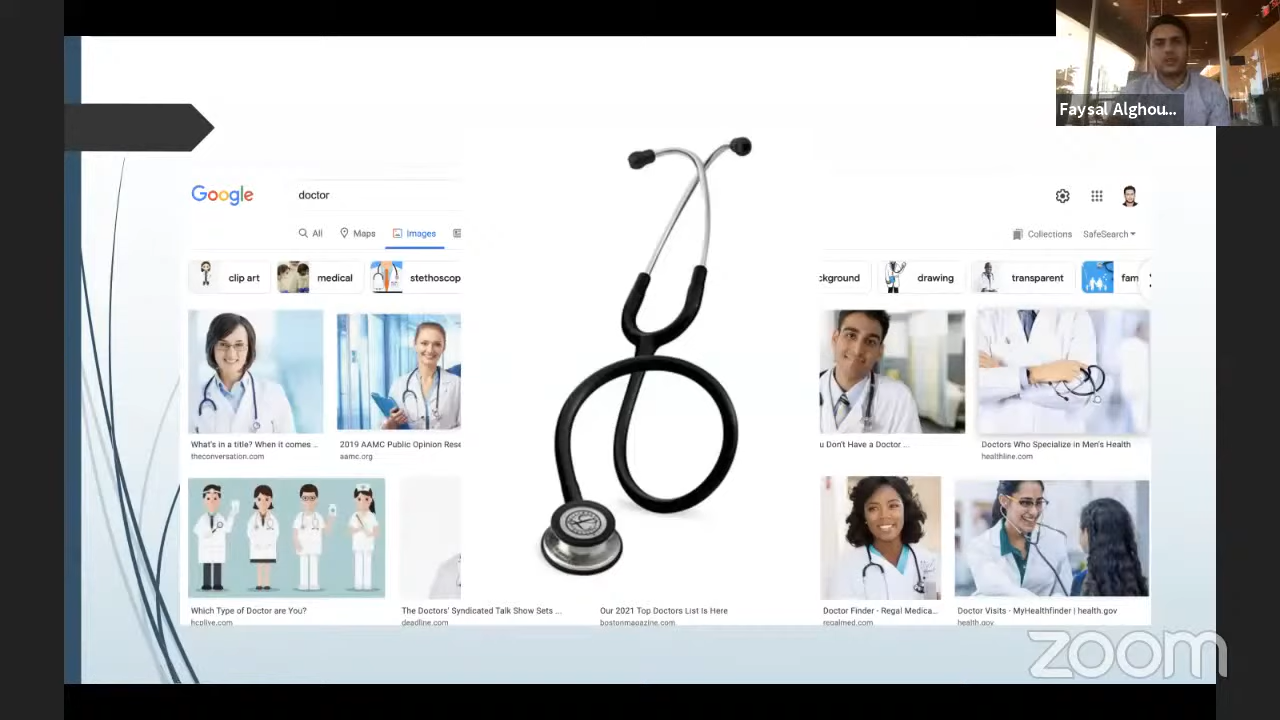 Faysal Alghou...
Google
doctor
All
Maps
Images
Collections
SafeSearch
clip art
medical
stethoscop
ckground
drawing
transparent
fam
What's in a title? When it comes ...
theconversation.com
2019 AAMC Public Opinion Rese
aamc.org
u Don't Have a Doctor ...
Doctors Who Specialize in Men's Health
healthline.com
Which Type of Doctor are You?
hcplive.com
The Doctors' Syndicated Talk Show Sets ...
deadline.com
Our 2021 Top Doctors List Is Here
bostonmagazine.com
Doctor Finder - Regal Medica...
regalmed.com
Doctor Visits - MyHealthfinder | health.gov
health.gov
zoom